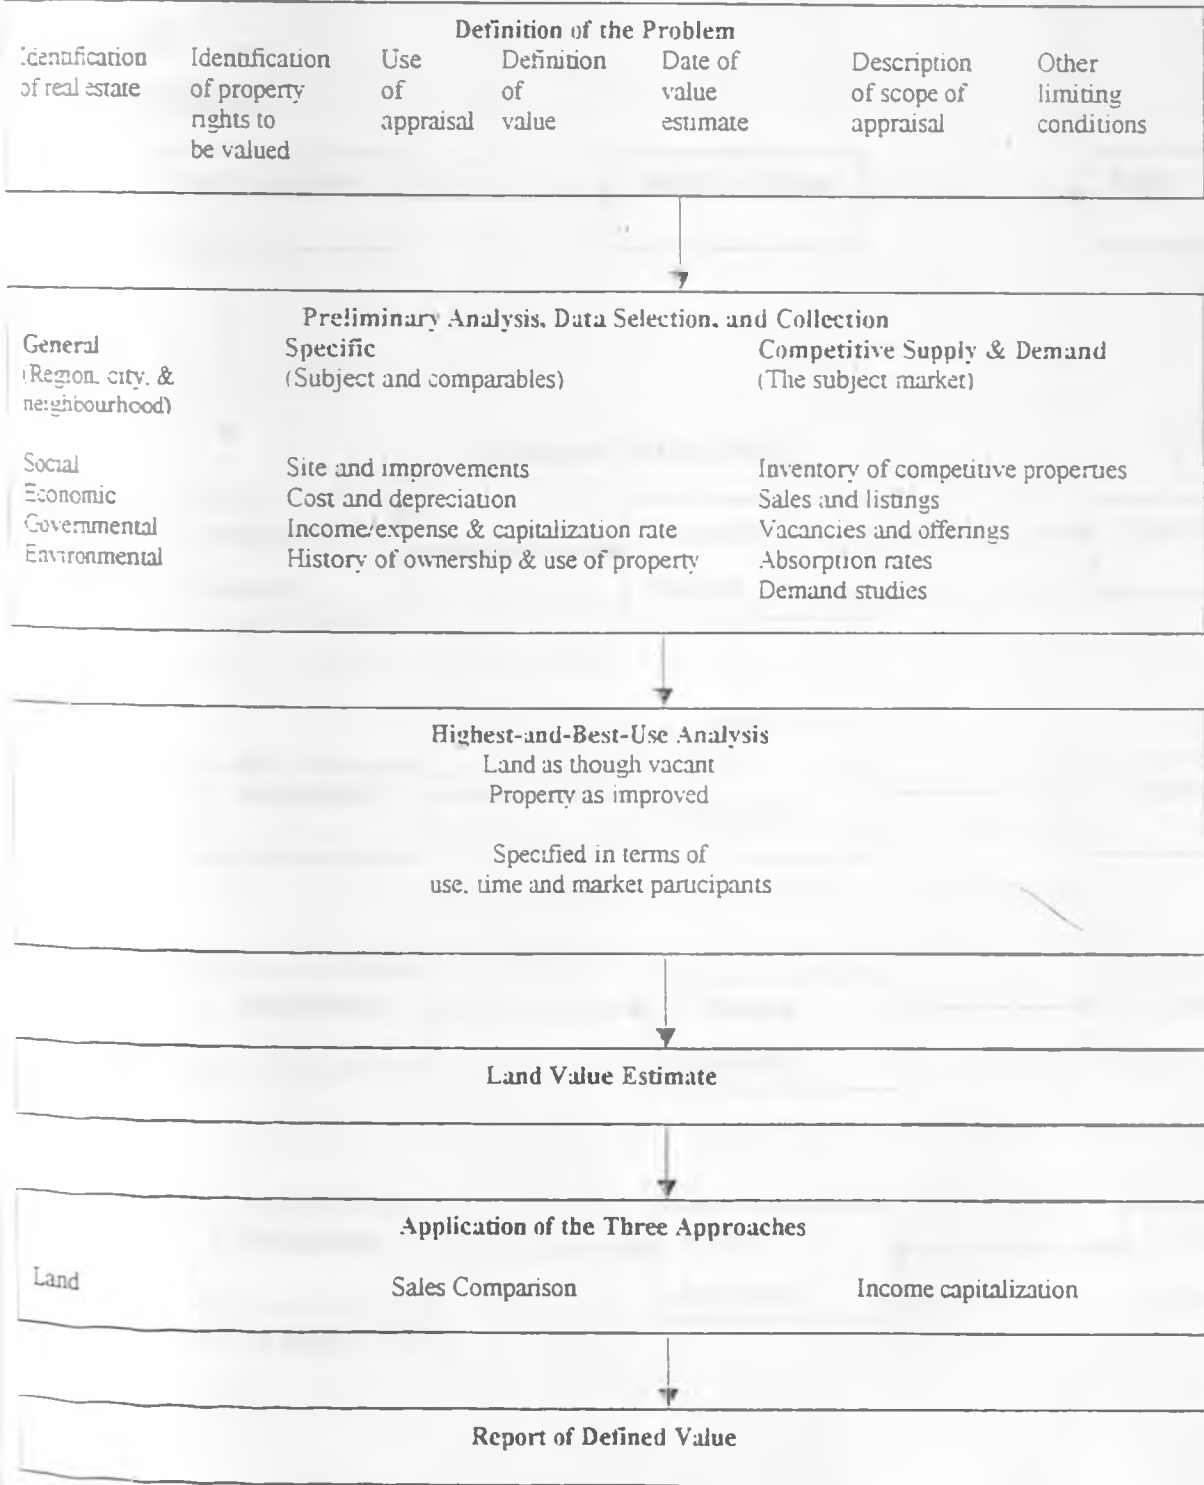 Definition of the Problem
Identification Identification Use Definition Date of Description Other
of real estate of property of of value of scope of limiting
rights to appraisal value estimate appraisal conditions
be valued
Preliminary Analysis, Data Selection, and Collection
General Specific Competitive Supply & Demand
(Region, city, & (Subject and comparables) (The subject market)
neighbourhood)
Social Site and improvements Inventory of competitive properties
Economic Cost and depreciation Sales and listings
Governmental Income/expense & capitalization rate Vacancies and offerings
Environmental History of ownership & use of property Absorption rates
Demand studies
Highest-and-Best-Use Analysis
Land as though vacant
Property as improved
Specified in terms of
use, time and market participants
Land Value Estimate
Application of the Three Approaches
Land Sales Comparison Income capitalization
Report of Defined Value